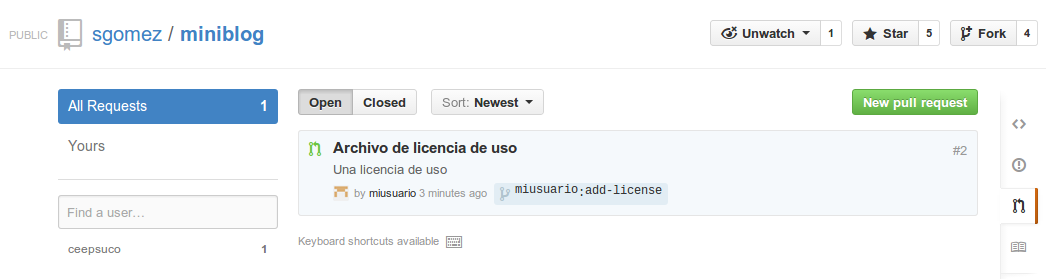 PUBLIC sgomez / miniblog Unwatch 1 Star 5 Fork 4
All Requests 1
Yours
Find a user...
ceepsuco 1
Open Closed Sort: Newest New pull request
Archivo de licencia de uso #2
Una licencia de uso
by miusuario 3 minutes ago miusuario:add-license
Keyboard shortcuts available